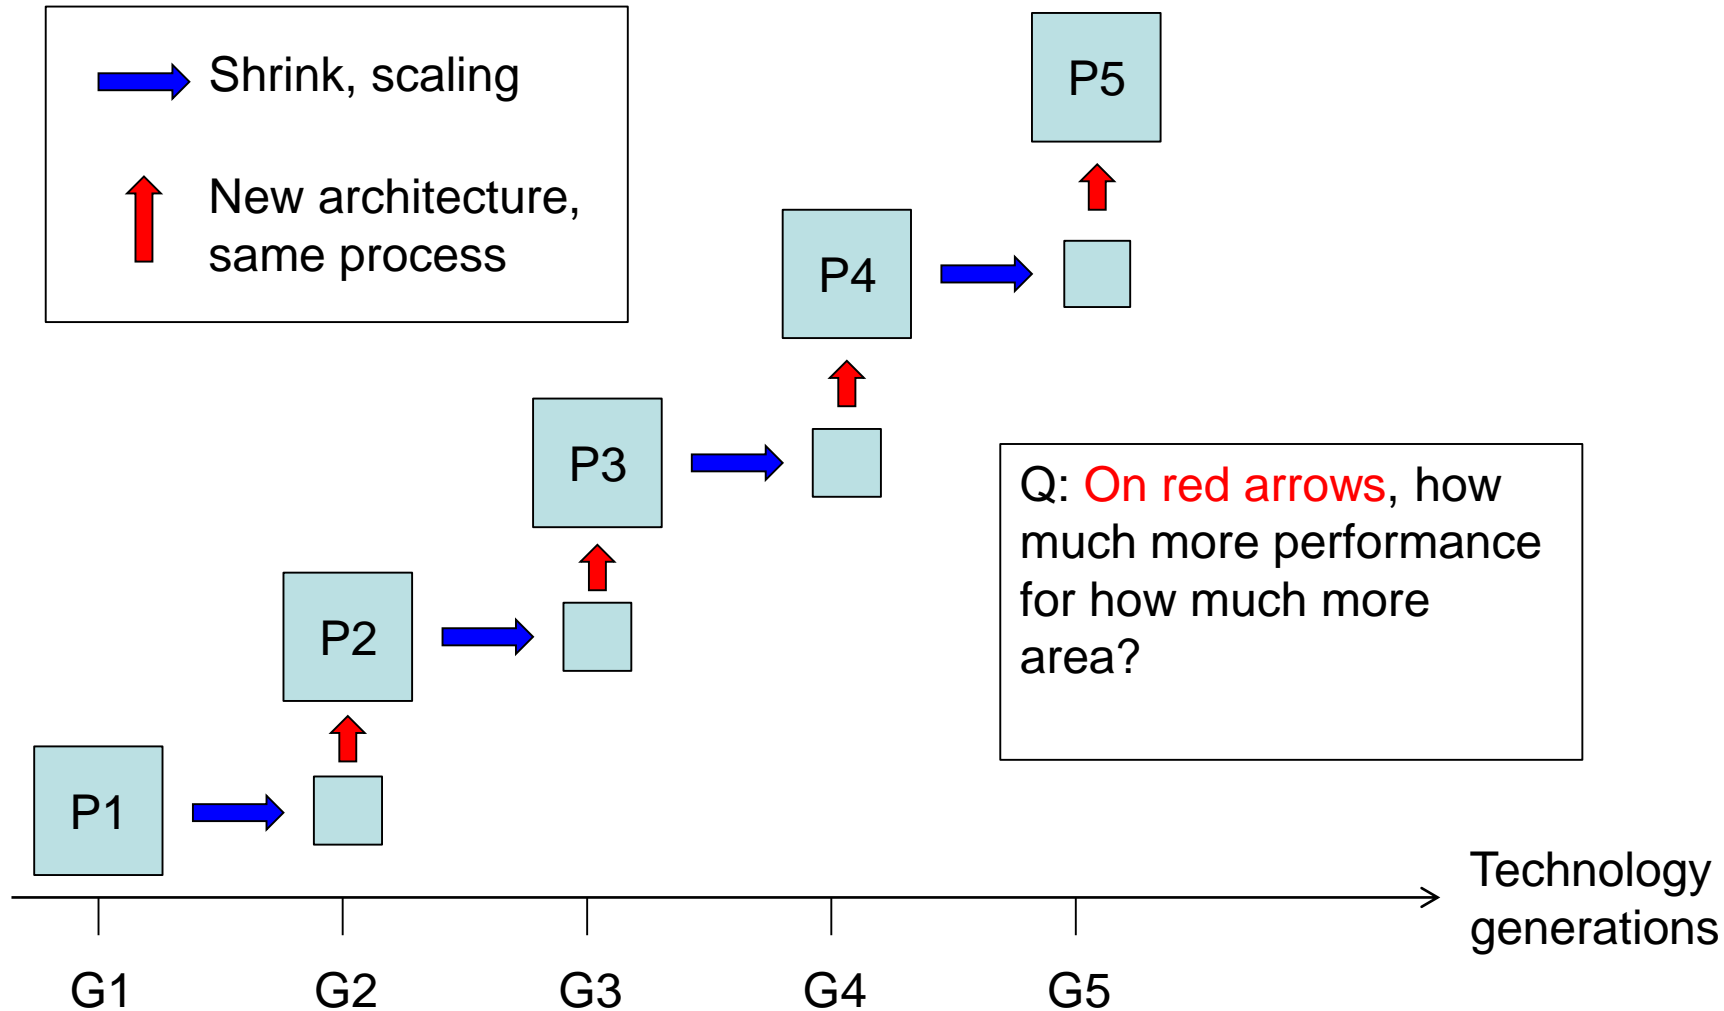 Shrink, scaling
New architecture,
same process
P5
P4
P3
P2
P1
Q: On red arrows, how
much more performance
for how much more
area?
Technology
generations
G1
G2
G3
G4
G5